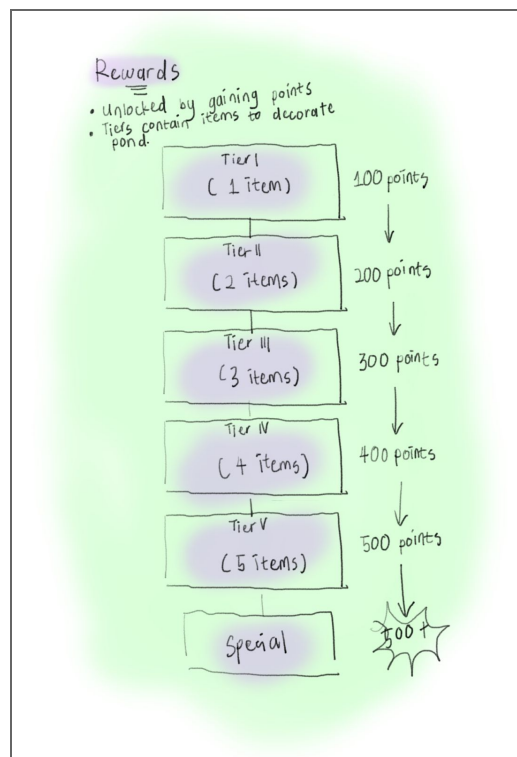 Rewards
• Unlocked by gaining points
• Tiers contain items to decorate
pond.
Tier I
(1 item)
100 points
Tier II
(2 items)
200 points
Tier III
(3 items)
300 points
Tier IV
(4 items)
400 points
Tier V
(5 items)
500 points
Special
500+